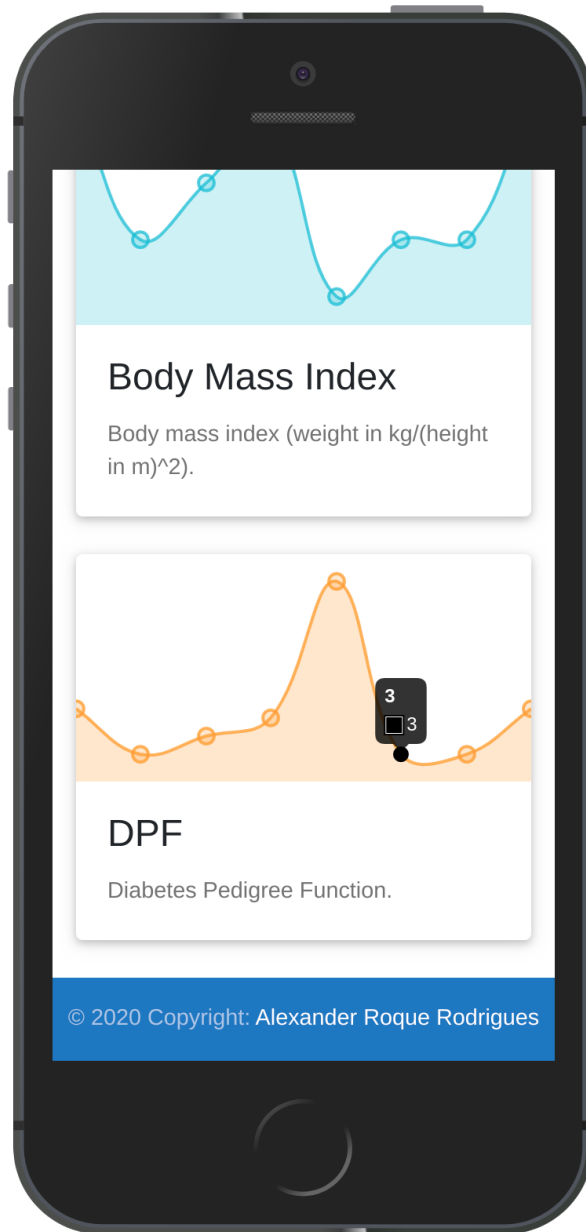 Body Mass Index
Body mass index (weight in kg/(height
in m)^2).
3
3
DPF
Diabetes Pedigree Function.
© 2020 Copyright: Alexander Roque Rodrigues